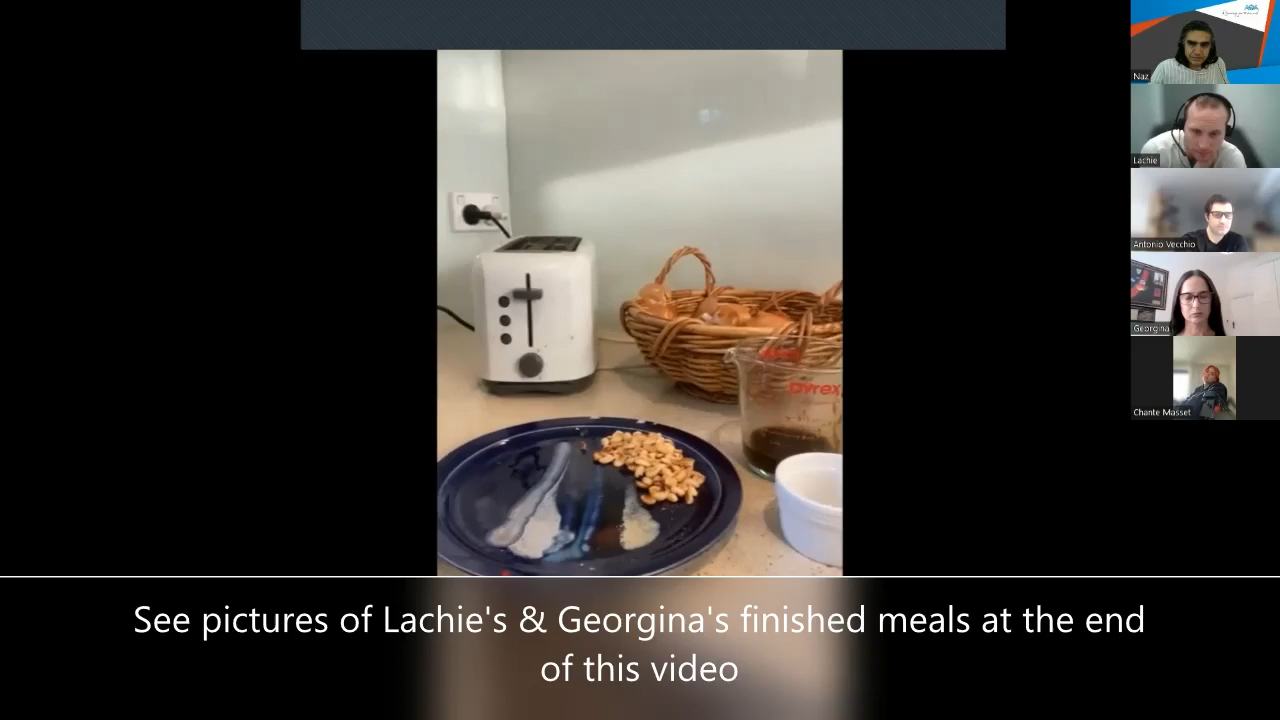 Naz
Lachie
Antonio Vecchio
Georgina
Chante Masset
pyrex
See pictures of Lachie's & Georgina's finished meals at the end
of this video